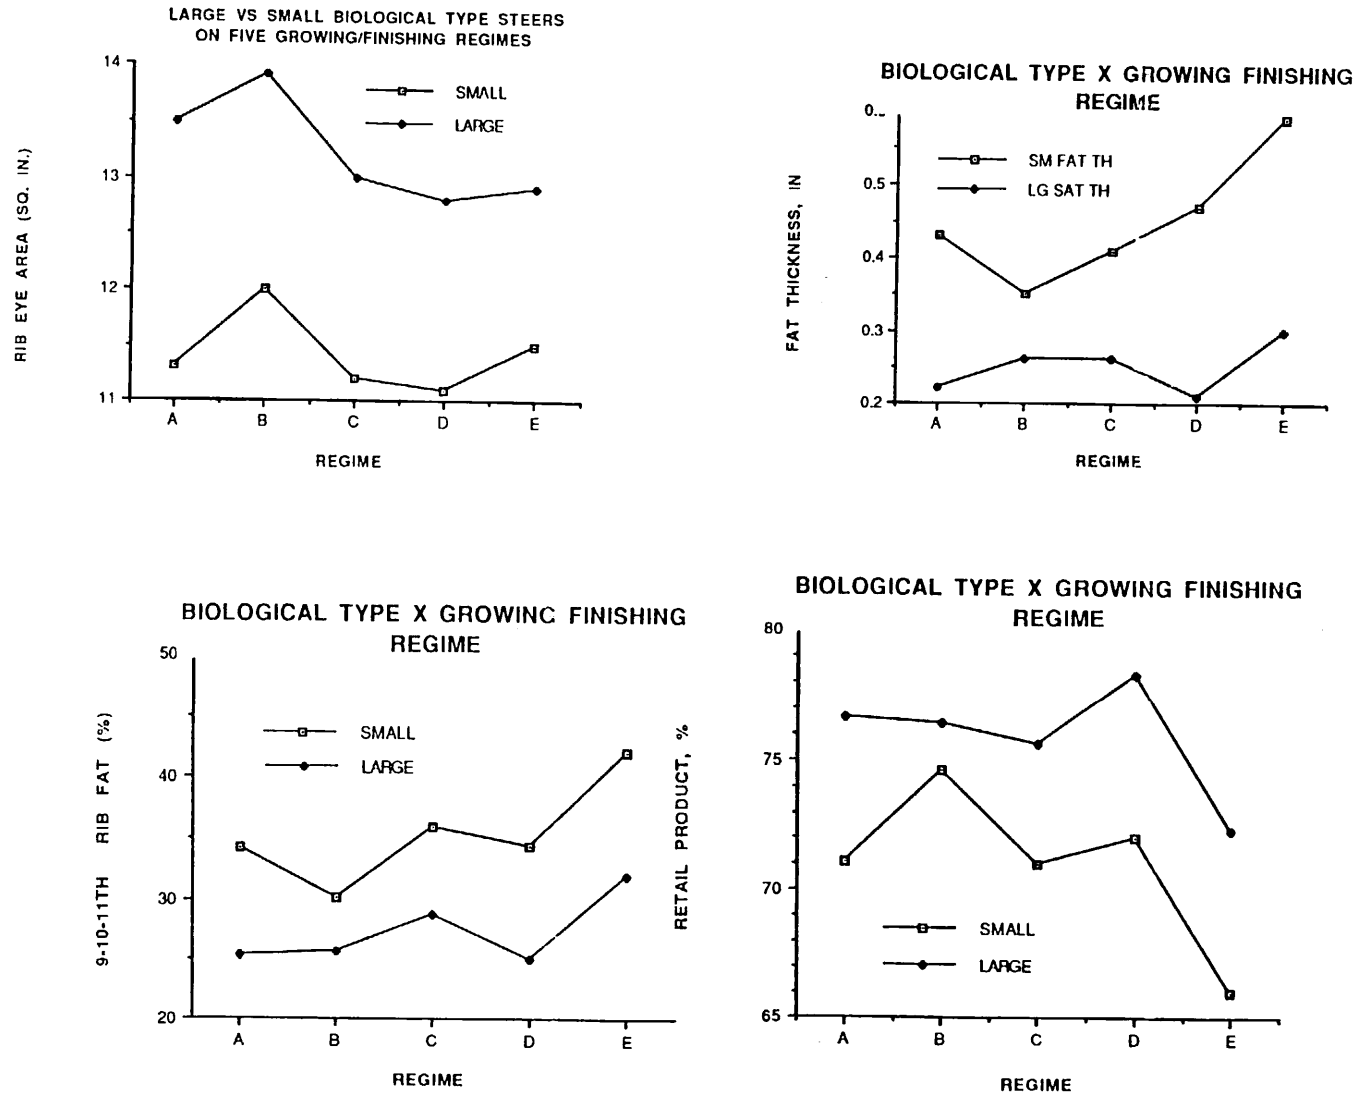 LARGE VS SMALL BIOLOGICAL TYPE STEERS
ON FIVE GROWING/FINISHING REGIMES
RIB EYE AREA (SQ. IN.)
14
13
12
11
SMALL
LARGE
A B C D E
REGIME
BIOLOGICAL TYPE X GROWING FINISHING
REGIME
FAT THICKNESS, IN
0...
0.5
0.4
0.3
0.2
SM FAT TH
LG SAT TH
A B C D E
REGIME
BIOLOGICAL TYPE X GROWINC FINISHING
REGIME
9-10-11TH RIB FAT (%)
50
40
30
20
SMALL
LARGE
A B C D E
REGIME
BIOLOGICAL TYPE X GROWING FINISHING
REGIME
RETAIL PRODUCT, %
80
75
70
65
SMALL
LARGE
A B C D E
REGIME